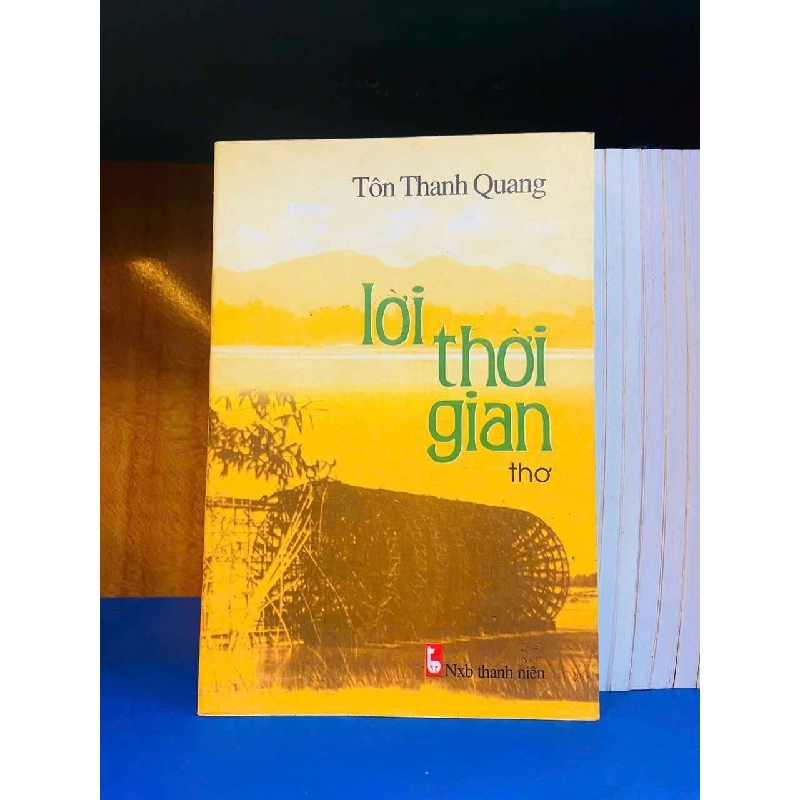 Tôn Thanh Quang
lời
thời
gian
thơ
Nxb thanh niên